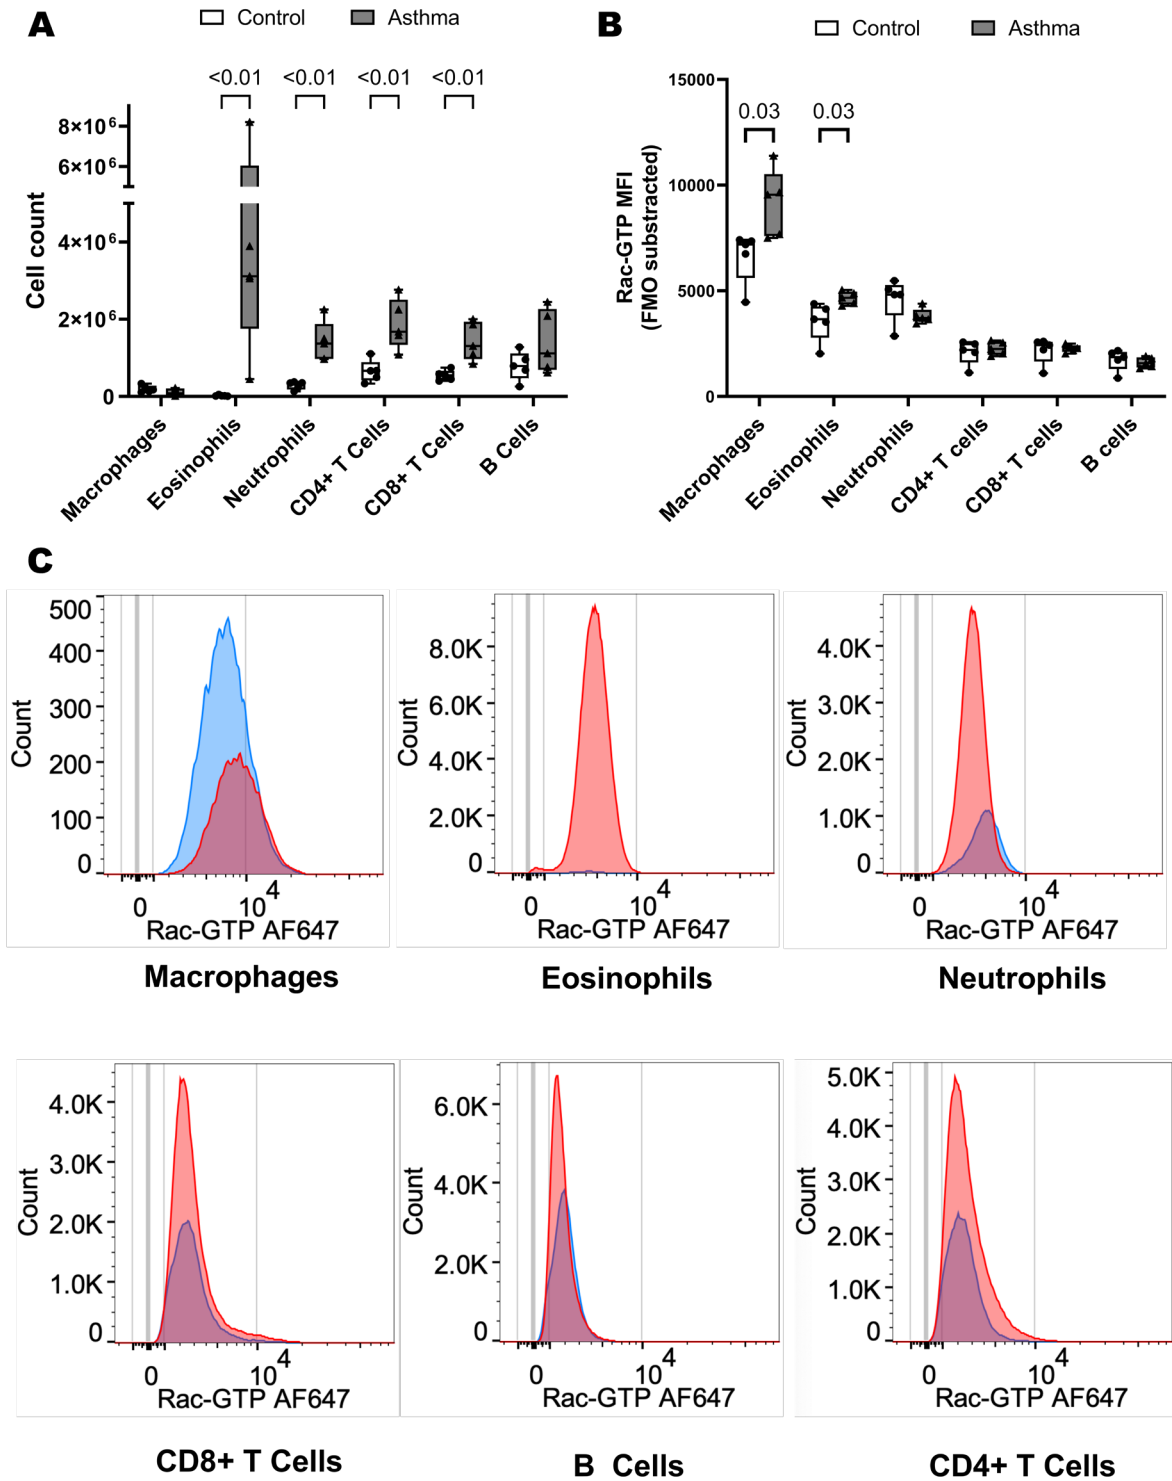 A
Control
Asthma
<0.01 <0.01 <0.01 <0.01
Cell count
8×10⁶
6×10⁶
4×10⁶
2×10⁶
0
Macrophages
Eosinophils
Neutrophils
CD4+ T Cells
CD8+ T Cells
B Cells
B
Control
Asthma
0.03 0.03
Rac-GTP MFI
(FMO substracted)
15000
10000
5000
0
Macrophages
Eosinophils
Neutrophils
CD4+ T cells
CD8+ T cells
B cells
C
Count
500
400
300
200
100
0
0 10⁴
Rac-GTP AF647
Macrophages
Count
8.0K
6.0K
4.0K
2.0K
0
0 10⁴
Rac-GTP AF647
Eosinophils
Count
4.0K
3.0K
2.0K
1.0K
0
0 10⁴
Rac-GTP AF647
Neutrophils
Count
4.0K
3.0K
2.0K
1.0K
0
0 10⁴
Rac-GTP AF647
CD8+ T Cells
Count
6.0K
4.0K
2.0K
0
0 10⁴
Rac-GTP AF647
B Cells
Count
5.0K
4.0K
3.0K
2.0K
1.0K
0
0 10⁴
Rac-GTP AF647
CD4+ T Cells